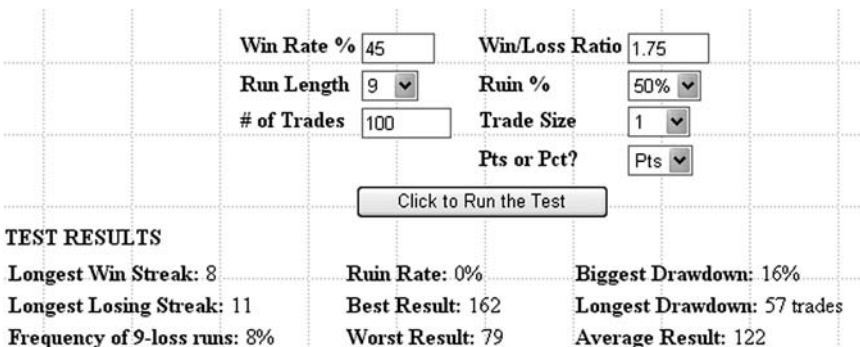 Win Rate % 45 Win/Loss Ratio 1.75
Run Length 9 Ruin % 50%
# of Trades 100 Trade Size 1
Pts or Pct? Pts
Click to Run the Test
TEST RESULTS
Longest Win Streak: 8 Ruin Rate: 0% Biggest Drawdown: 16%
Longest Losing Streak: 11 Best Result: 162 Longest Drawdown: 57 trades
Frequency of 9-loss runs: 8% Worst Result: 79 Average Result: 122